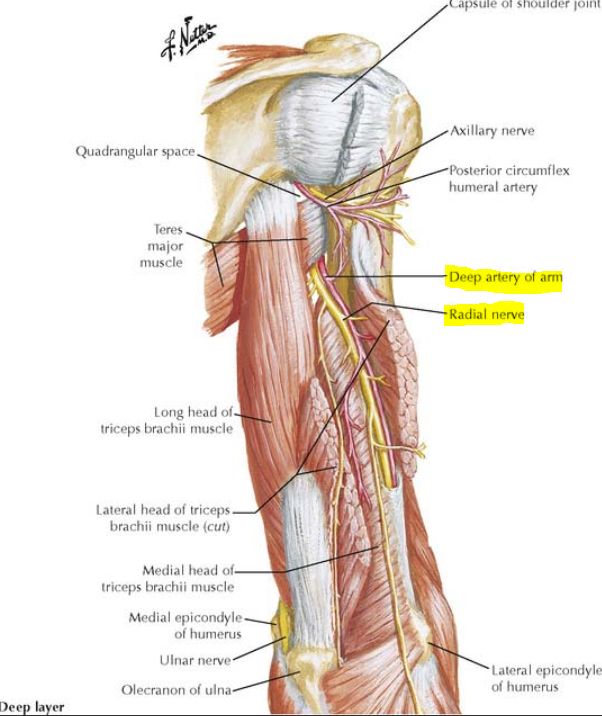 Capsule of shoulder joint
F. Netter
M.D.
Axillary nerve
Quadrangular space
Posterior circumflex
humeral artery
Teres
major
muscle
Deep artery of arm
Radial nerve
Long head of
triceps brachii muscle
Lateral head of triceps
brachii muscle (cut)
Medial head of
triceps brachii muscle
Medial epicondyle
of humerus
Ulnar nerve
Lateral epicondyle
of humerus
Olecranon of ulna
Deep layer